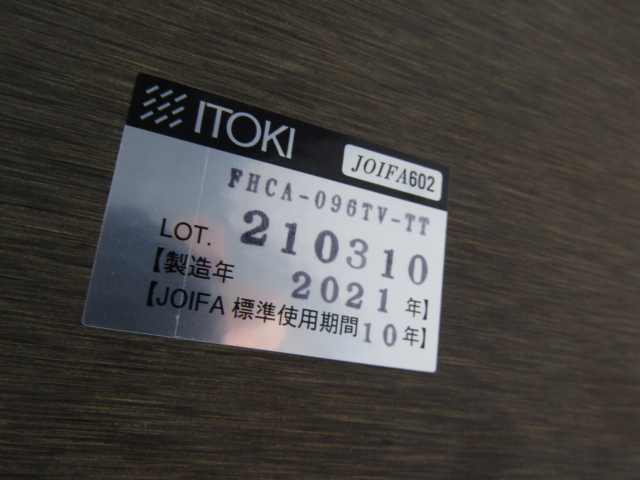 ITOKI
JOIFA602
FHCA-096TV-TT
LOT. 210310
【製造年 2021年】
【JOIFA 標準使用期間10年】